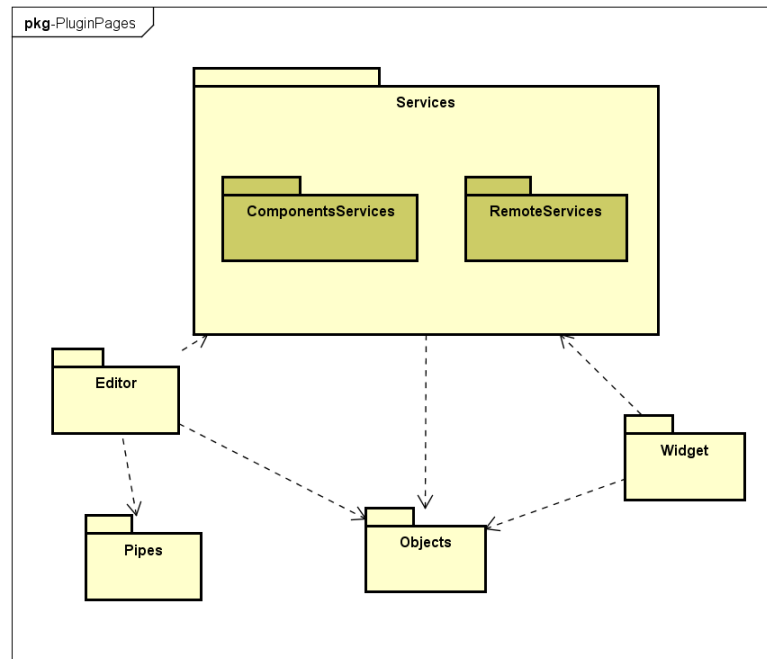 pkg-PluginPages
Services
ComponentsServices
RemoteServices
Editor
Widget
Pipes
Objects